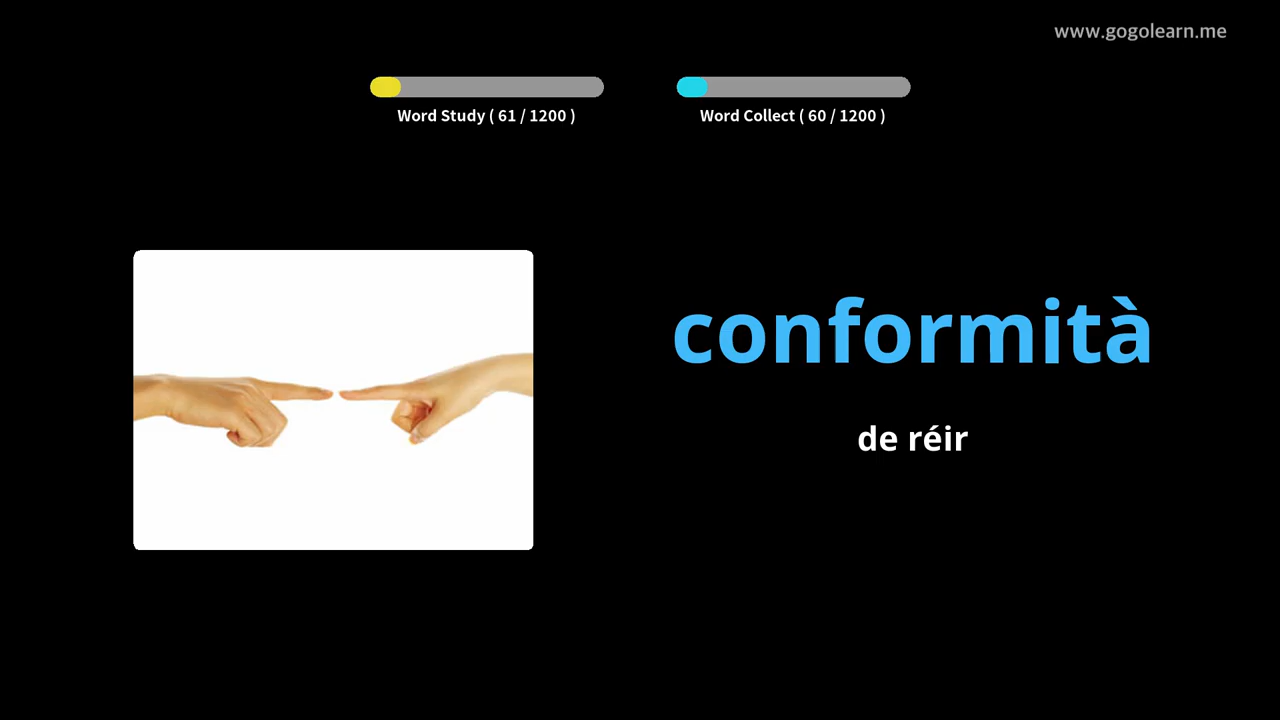 www.gogolearn.me
Word Study ( 61 / 1200 )
Word Collect ( 60 / 1200 )
conformità
de réir